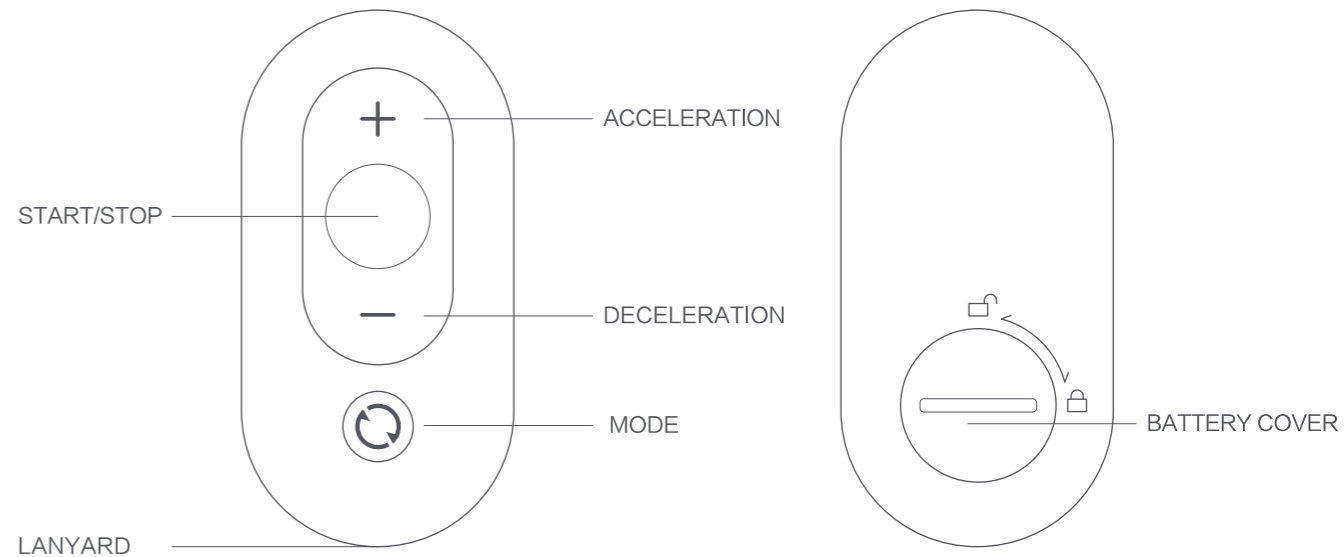 ACCELERATION
START/STOP
DECELERATION
MODE
BATTERY COVER
LANYARD